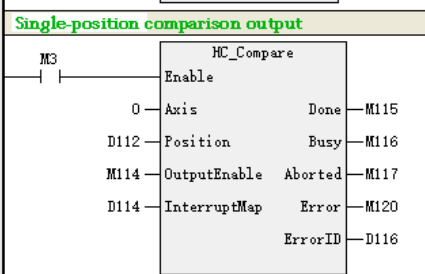 Single-position comparison output
M3
HC_Compare
Enable
0 Axis Done M115
D112 Position Busy M116
M114 OutputEnable Aborted M117
D114 InterruptMap Error M120
ErrorID D116